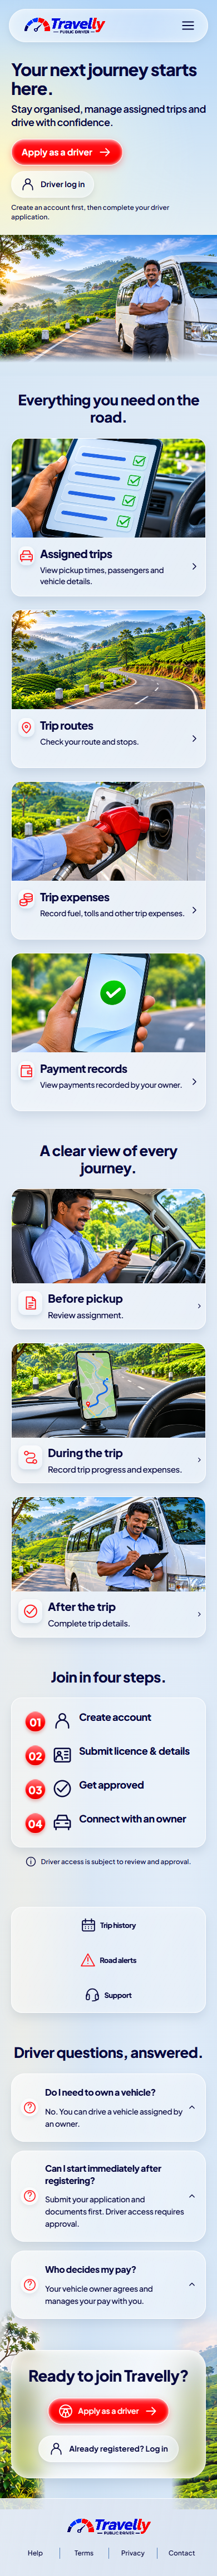 Travelly
PUBLIC DRIVER
Your next journey starts
here.
Stay organised, manage assigned trips and
drive with confidence.
Apply as a driver
Driver log in
Create an account first, then complete your driver
application.
Everything you need on the
road.
Assigned trips
View pickup times, passengers and
vehicle details.
Trip routes
Check your route and stops.
Trip expenses
Record fuel, tolls and other trip expenses.
Payment records
View payments recorded by your owner.
A clear view of every
journey.
Before pickup
Review assignment.
During the trip
Record trip progress and expenses.
After the trip
Complete trip details.
Join in four steps.
01 Create account
02 Submit licence & details
03 Get approved
04 Connect with an owner
Driver access is subject to review and approval.
Trip history
Road alerts
Support
Driver questions, answered.
Do I need to own a vehicle?
No. You can drive a vehicle assigned by
an owner.
Can I start immediately after
registering?
Submit your application and
documents first. Driver access requires
approval.
Who decides my pay?
Your vehicle owner agrees and
manages your pay with you.
Ready to join Travelly?
Apply as a driver
Already registered? Log in
Travelly
PUBLIC DRIVER
Help Terms Privacy Contact